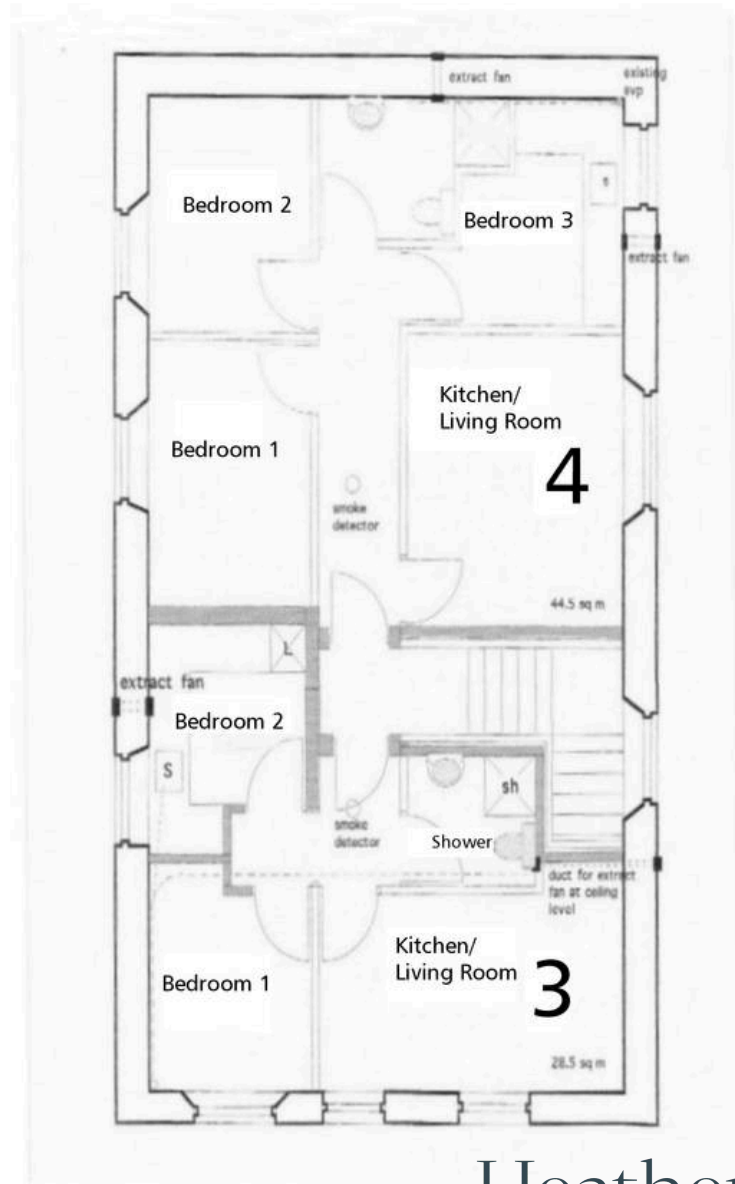 extract fan
existing
svp
Bedroom 2
Bedroom 3
s
extract fan
Kitchen/
Living Room
Bedroom 1
4
smoke
detector
44.5 sq m
L
extract fan
Bedroom 2
S
sh
smoke
detector
Shower
duct for extract
fan at ceiling
level
Kitchen/
Living Room
3
Bedroom 1
28.5 sq m